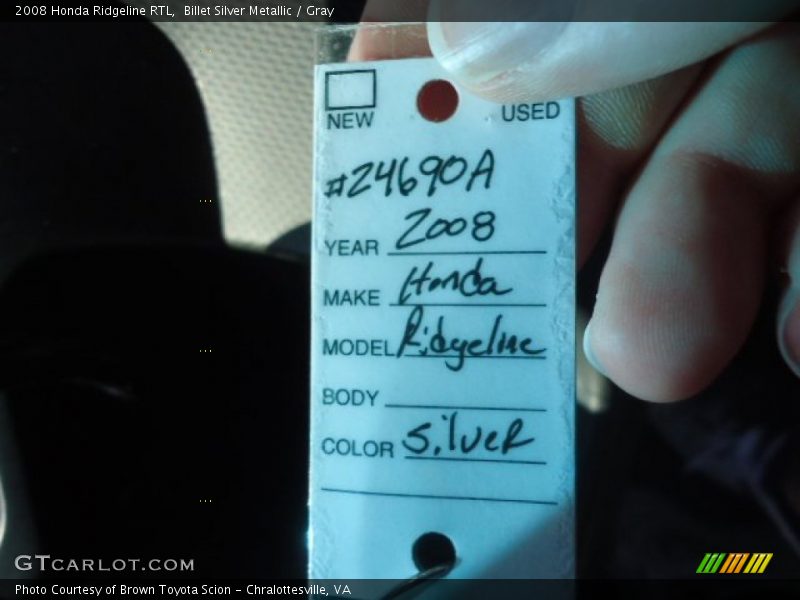 2008 Honda Ridgeline RTL, Billet Silver Metallic / Gray
NEW USED
#24690A
YEAR 2008
MAKE Honda
MODEL Ridgeline
BODY
COLOR Silver
GTCARLOT.COM
Photo Courtesy of Brown Toyota Scion - Chralottesville, VA